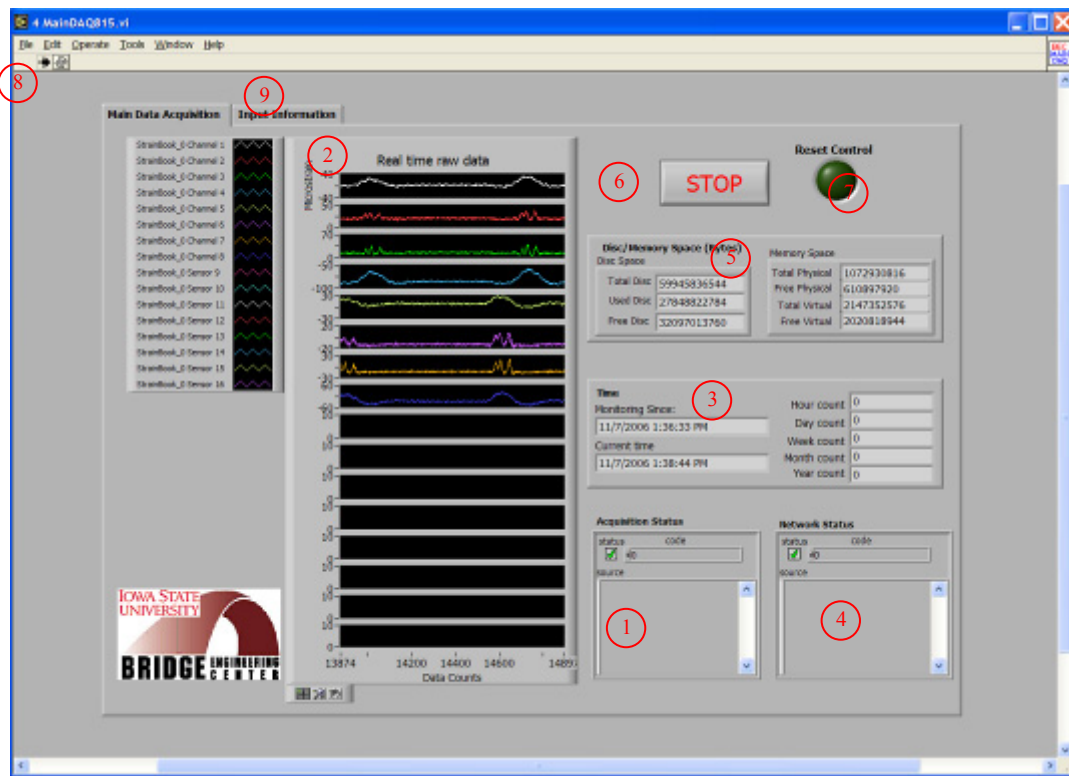 4 MainDAQ815.vi
File Edit Operate Tools Window Help
8
9
Main Data Acquisition Input Information
StrainBook_0 Channel 1
StrainBook_0 Channel 2
StrainBook_0 Channel 3
StrainBook_0 Channel 4
StrainBook_0 Channel 5
StrainBook_0 Channel 6
StrainBook_0 Channel 7
StrainBook_0 Channel 8
StrainBook_0 Sensor 9
StrainBook_0 Sensor 10
StrainBook_0 Sensor 11
StrainBook_0 Sensor 12
StrainBook_0 Sensor 13
StrainBook_0 Sensor 14
StrainBook_0 Sensor 15
StrainBook_0 Sensor 16
2
Real time raw data
Microstrain
13874 14200 14400 14600
Data Counts
6
STOP
Reset Control
7
Disc/Memory Space (Bytes)
5
Disc Space
Total Disc 59945836544
Used Disc 27848822784
Free Disc 32097013760
Memory Space
Total Physical 1072930816
Free Physical 610897920
Total Virtual 2147352576
Free Virtual 2020818944
Time
3
Monitoring Since:
11/7/2006 1:36:33 PM
Current time
11/7/2006 1:38:44 PM
Hour count 0
Day count 0
Week count 0
Month count 0
Year count 0
Acquisition Status
status code
source
1
Network Status
status code
source
4
IOWA STATE
UNIVERSITY
BRIDGE ENGINEERING
CENTER